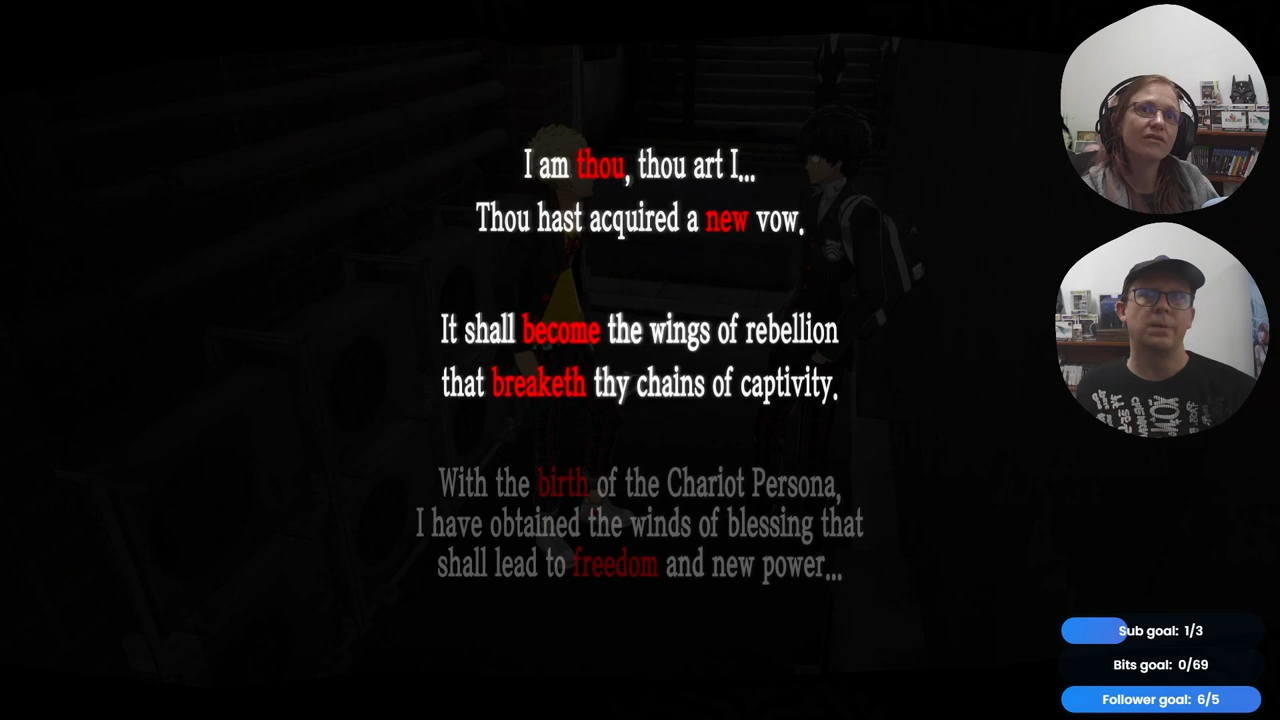 I am thou, thou art I...
Thou hast acquired a new vow.
It shall become the wings of rebellion
that breaketh thy chains of captivity.
With the birth of the Chariot Persona,
I have obtained the winds of blessing that
shall lead to freedom and new power...
Sub goal: 1/3
Bits goal: 0/69
Follower goal: 6/5